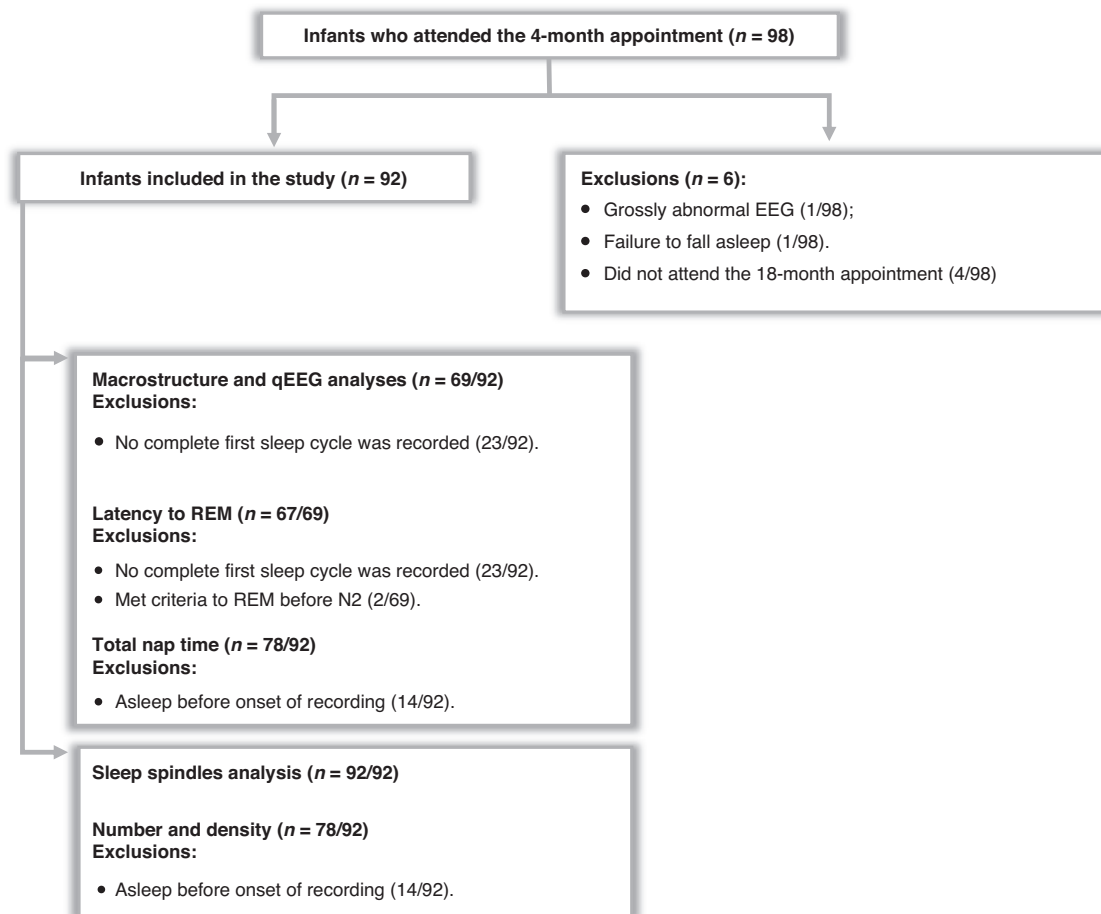 Infants who attended the 4-month appointment (n = 98)
Infants included in the study (n = 92)
Exclusions (n = 6):
• Grossly abnormal EEG (1/98);
• Failure to fall asleep (1/98).
• Did not attend the 18-month appointment (4/98)
Macrostructure and qEEG analyses (n = 69/92)
Exclusions:
• No complete first sleep cycle was recorded (23/92).
Latency to REM (n = 67/69)
Exclusions:
• No complete first sleep cycle was recorded (23/92).
• Met criteria to REM before N2 (2/69).
Total nap time (n = 78/92)
Exclusions:
• Asleep before onset of recording (14/92).
Sleep spindles analysis (n = 92/92)
Number and density (n = 78/92)
Exclusions:
• Asleep before onset of recording (14/92).